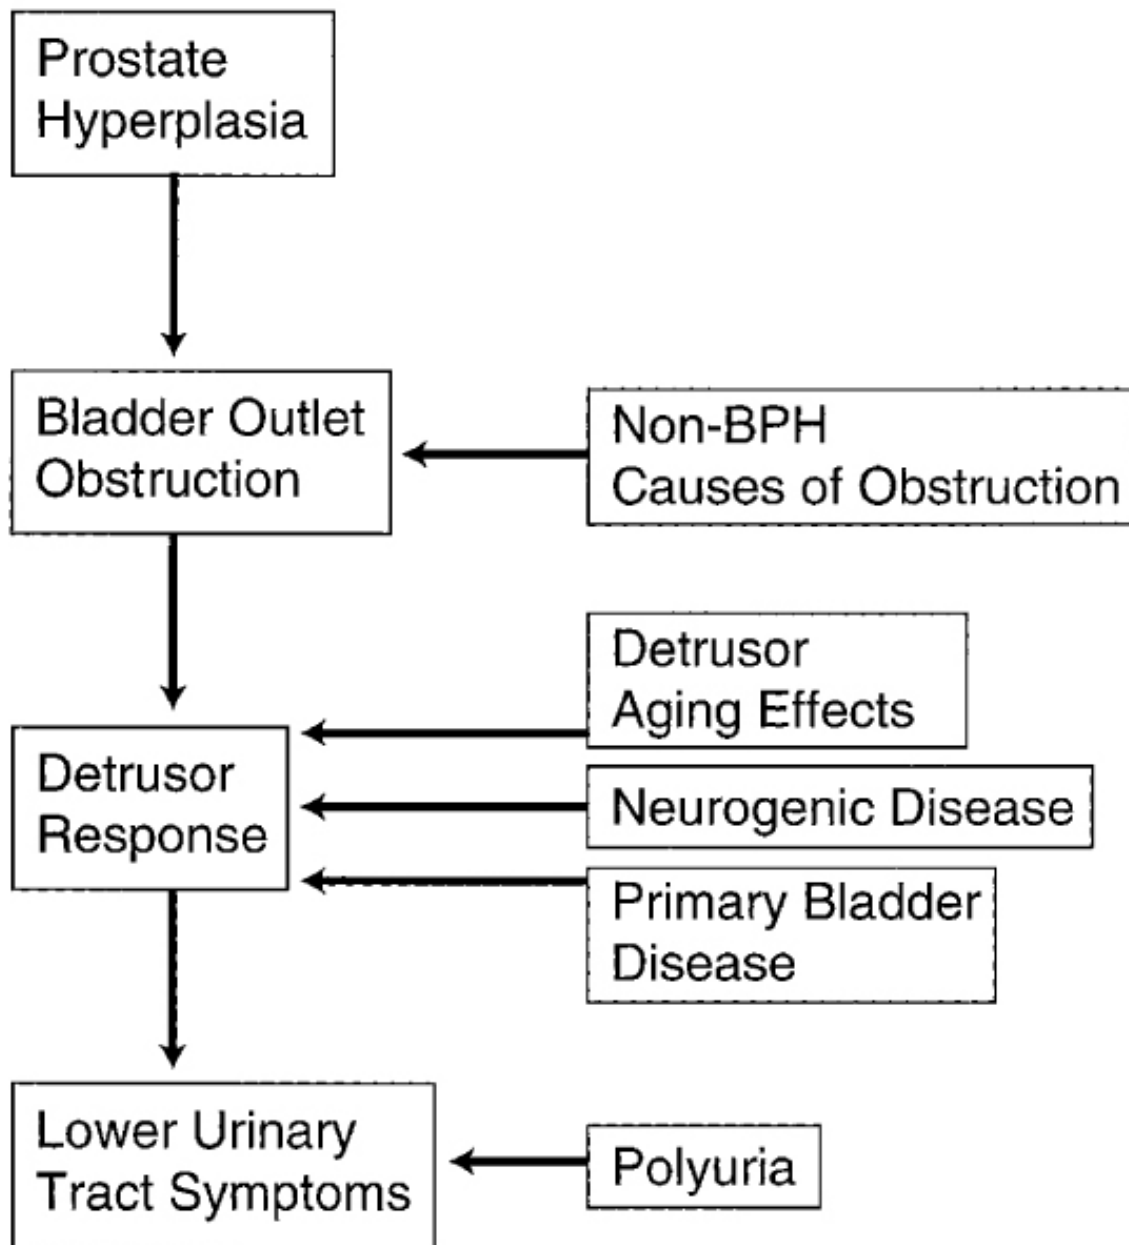 Prostate
Hyperplasia
Bladder Outlet
Obstruction
Non-BPH
Causes of Obstruction
Detrusor
Aging Effects
Detrusor
Response
Neurogenic Disease
Primary Bladder
Disease
Lower Urinary
Tract Symptoms
Polyuria